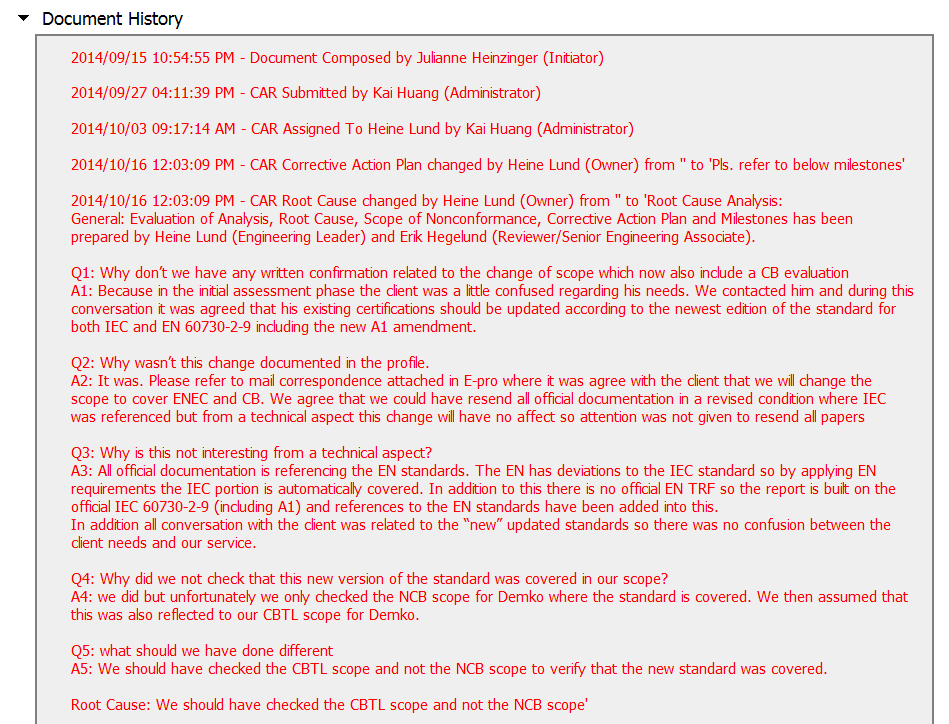 Document History
2014/09/15 10:54:55 PM - Document Composed by Julianne Heinzinger (Initiator)
2014/09/27 04:11:39 PM - CAR Submitted by Kai Huang (Administrator)
2014/10/03 09:17:14 AM - CAR Assigned To Heine Lund by Kai Huang (Administrator)
2014/10/16 12:03:09 PM - CAR Corrective Action Plan changed by Heine Lund (Owner) from '' to 'Pls. refer to below milestones'
2014/10/16 12:03:09 PM - CAR Root Cause changed by Heine Lund (Owner) from '' to 'Root Cause Analysis:
General: Evaluation of Analysis, Root Cause, Scope of Nonconformance, Corrective Action Plan and Milestones has been
prepared by Heine Lund (Engineering Leader) and Erik Hegelund (Reviewer/Senior Engineering Associate).
Q1: Why don’t we have any written confirmation related to the change of scope which now also include a CB evaluation
A1: Because in the initial assessment phase the client was a little confused regarding his needs. We contacted him and during this
conversation it was agreed that his existing certifications should be updated according to the newest edition of the standard for
both IEC and EN 60730-2-9 including the new A1 amendment.
Q2: Why wasn’t this change documented in the profile.
A2: It was. Please refer to mail correspondence attached in E-pro where it was agree with the client that we will change the
scope to cover ENEC and CB. We agree that we could have resend all official documentation in a revised condition where IEC
was referenced but from a technical aspect this change will have no affect so attention was not given to resend all papers
Q3: Why is this not interesting from a technical aspect?
A3: All official documentation is referencing the EN standards. The EN has deviations to the IEC standard so by applying EN
requirements the IEC portion is automatically covered. In addition to this there is no official EN TRF so the report is built on the
official IEC 60730-2-9 (including A1) and references to the EN standards have been added into this.
In addition all conversation with the client was related to the “new” updated standards so there was no confusion between the
client needs and our service.
Q4: Why did we not check that this new version of the standard was covered in our scope?
A4: we did but unfortunately we only checked the NCB scope for Demko where the standard is covered. We then assumed that
this was also reflected to our CBTL scope for Demko.
Q5: what should we have done different
A5: We should have checked the CBTL scope and not the NCB scope to verify that the new standard was covered.
Root Cause: We should have checked the CBTL scope and not the NCB scope'